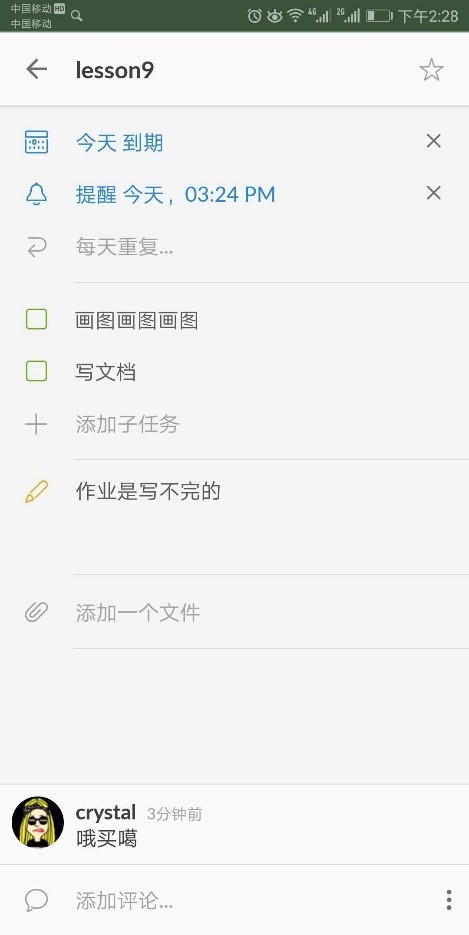 中国移动 HD
中国移动
4G 2G 下午2:28
lesson9
今天 到期
提醒 今天，03:24 PM
每天重复...
画图画图画图
写文档
添加子任务
作业是写不完的
添加一个文件
crystal 3分钟前
哦买噶
添加评论...